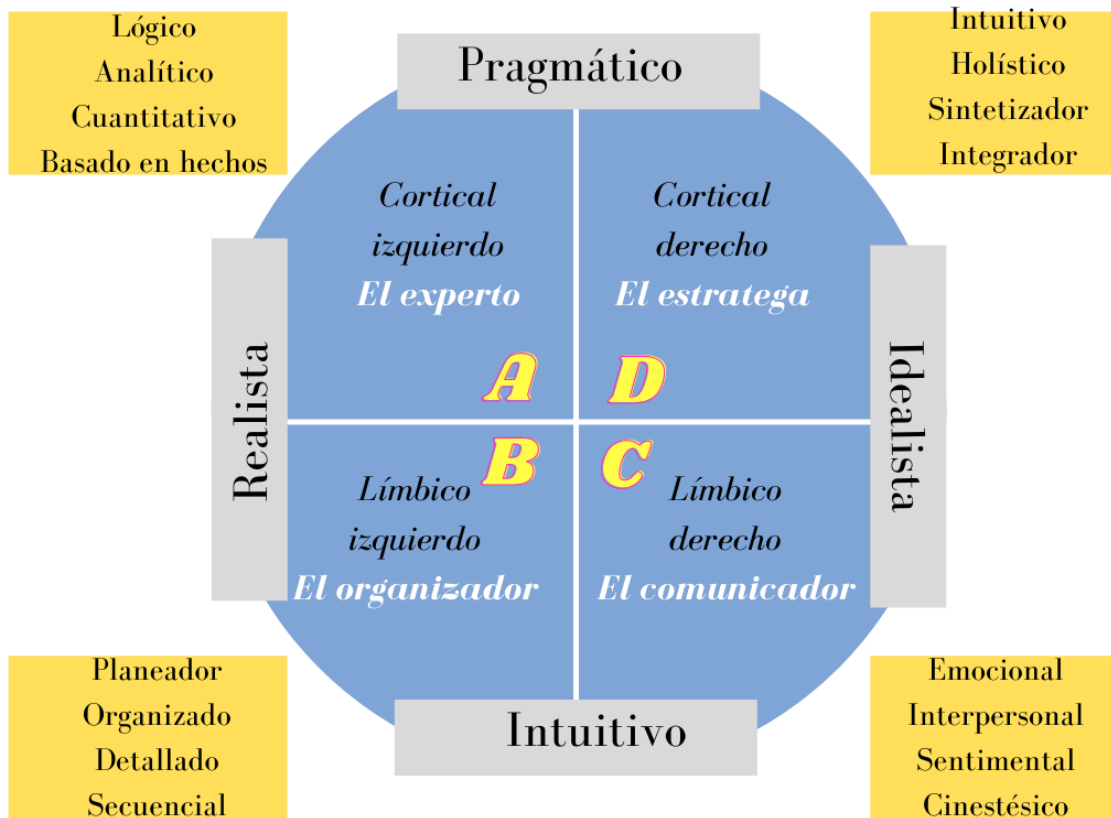 Lógico
Analítico
Cuantitativo
Basado en hechos
Pragmático
Intuitivo
Holístico
Sintetizador
Integrador
Cortical
izquierdo
El experto
A
Cortical
derecho
El estratega
D
Realista
Idealista
B
Límbico
izquierdo
El organizador
C
Límbico
derecho
El comunicador
Planeador
Organizado
Detallado
Secuencial
Intuitivo
Emocional
Interpersonal
Sentimental
Cinestésico